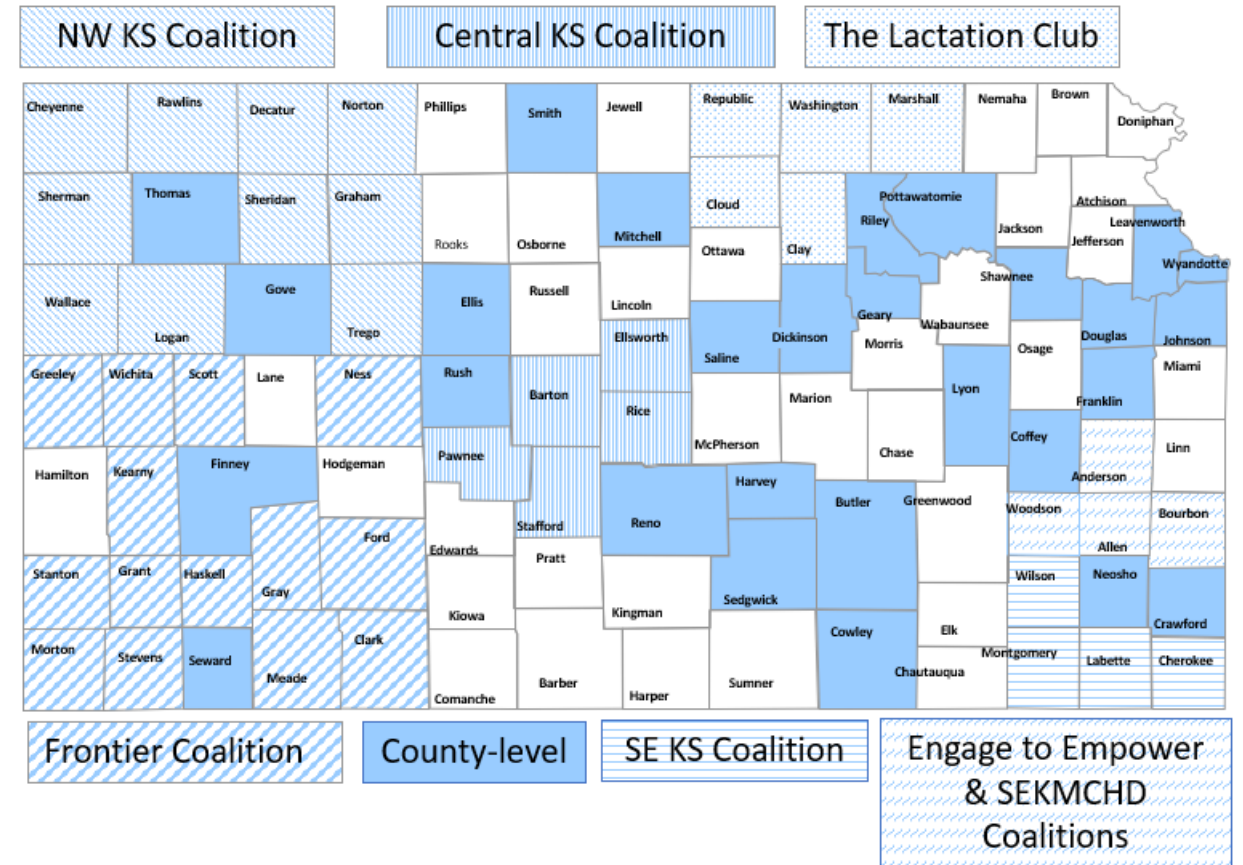 NW KS Coalition
Central KS Coalition
The Lactation Club
Cheyenne
Rawlins
Decatur
Norton
Phillips
Smith
Jewell
Republic
Washington
Marshall
Nemaha
Brown
Doniphan
Sherman
Thomas
Sheridan
Graham
Rooks
Osborne
Mitchell
Cloud
Clay
Riley
Pottawatomie
Jackson
Atchison
Jefferson
Leavenworth
Wyandotte
Wallace
Logan
Gove
Trego
Ellis
Russell
Lincoln
Ottawa
Saline
Dickinson
Geary
Morris
Wabaunsee
Shawnee
Osage
Douglas
Johnson
Miami
Greeley
Wichita
Scott
Lane
Ness
Rush
Barton
Ellsworth
Rice
McPherson
Marion
Chase
Lyon
Coffey
Franklin
Anderson
Linn
Hamilton
Kearny
Finney
Hodgeman
Pawnee
Stafford
Edwards
Reno
Harvey
Butler
Greenwood
Woodson
Allen
Bourbon
Stanton
Grant
Haskell
Gray
Ford
Kiowa
Pratt
Kingman
Sedgwick
Elk
Wilson
Neosho
Crawford
Morton
Stevens
Seward
Meade
Clark
Comanche
Barber
Harper
Sumner
Cowley
Chautauqua
Montgomery
Labette
Cherokee
Frontier Coalition
County-level
SE KS Coalition
Engage to Empower
& SEKMCHD
Coalitions